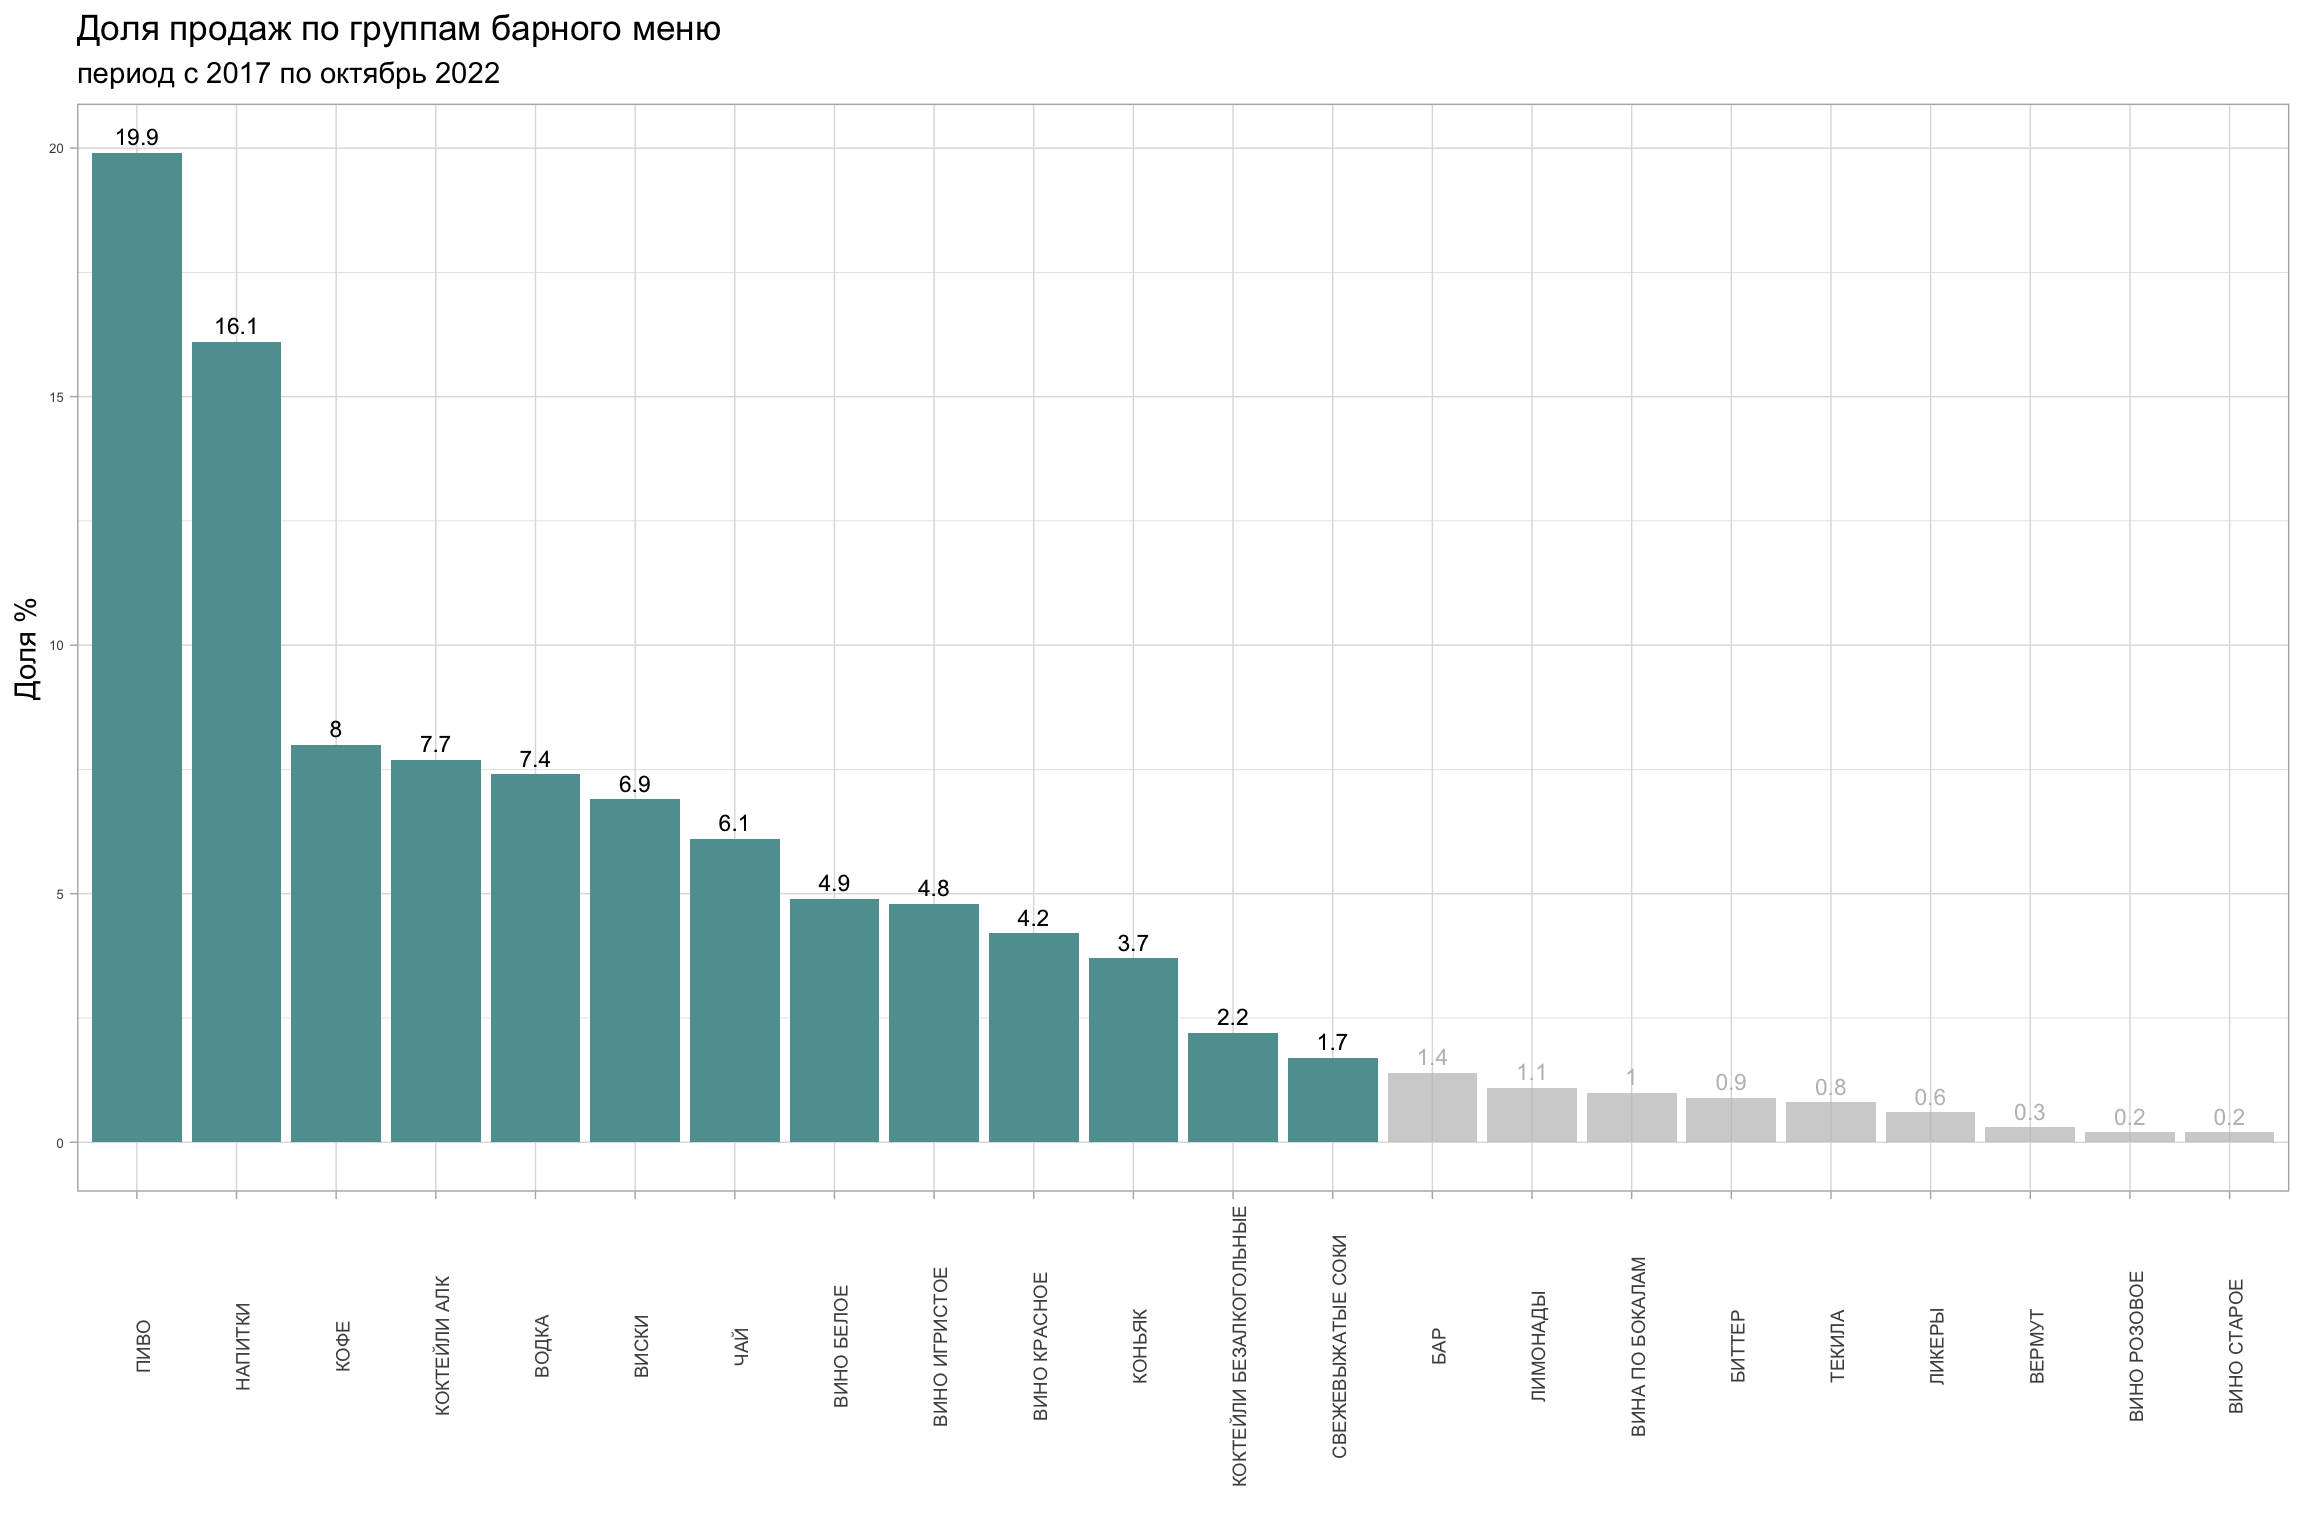 Доля продаж по группам барного меню
период с 2017 по октябрь 2022
Доля %
20
15
10
5
0
19.9
16.1
8
7.7
7.4
6.9
6.1
4.9
4.8
4.2
3.7
2.2
1.7
1.4
1.1
1
0.9
0.8
0.6
0.3
0.2
0.2
ПИВО
НАПИТКИ
КОФЕ
КОКТЕЙЛИ АЛК
ВОДКА
ВИСКИ
ЧАЙ
ВИНО БЕЛОЕ
ВИНО ИГРИСТОЕ
ВИНО КРАСНОЕ
КОНЬЯК
КОКТЕЙЛИ БЕЗАЛКОГОЛЬНЫЕ
СВЕЖЕВЫЖАТЫЕ СОКИ
БАР
ЛИМОНАДЫ
ВИНА ПО БОКАЛАМ
БИТТЕР
ТЕКИЛА
ЛИКЕРЫ
ВЕРМУТ
ВИНО РОЗОВОЕ
ВИНО СТАРОЕ